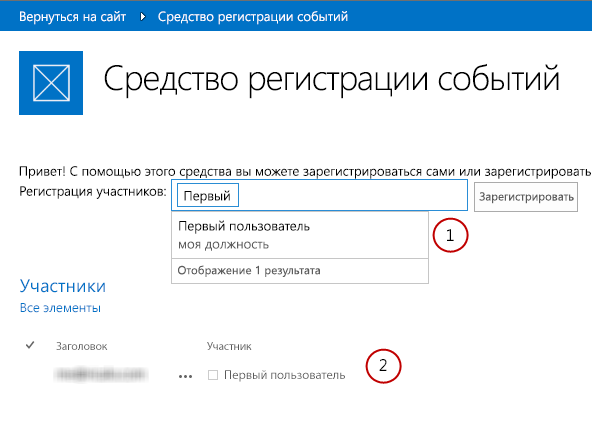 Вернуться на сайт Средство регистрации событий
Средство регистрации событий
Привет! С помощью этого средства вы можете зарегистрироваться сами или зарегистрировать
Регистрация участников: Первый Зарегистрировать
Первый пользователь
1
моя должность
Отображение 1 результата
Участники
Все элементы
Заголовок Участник
••• Первый пользователь 2